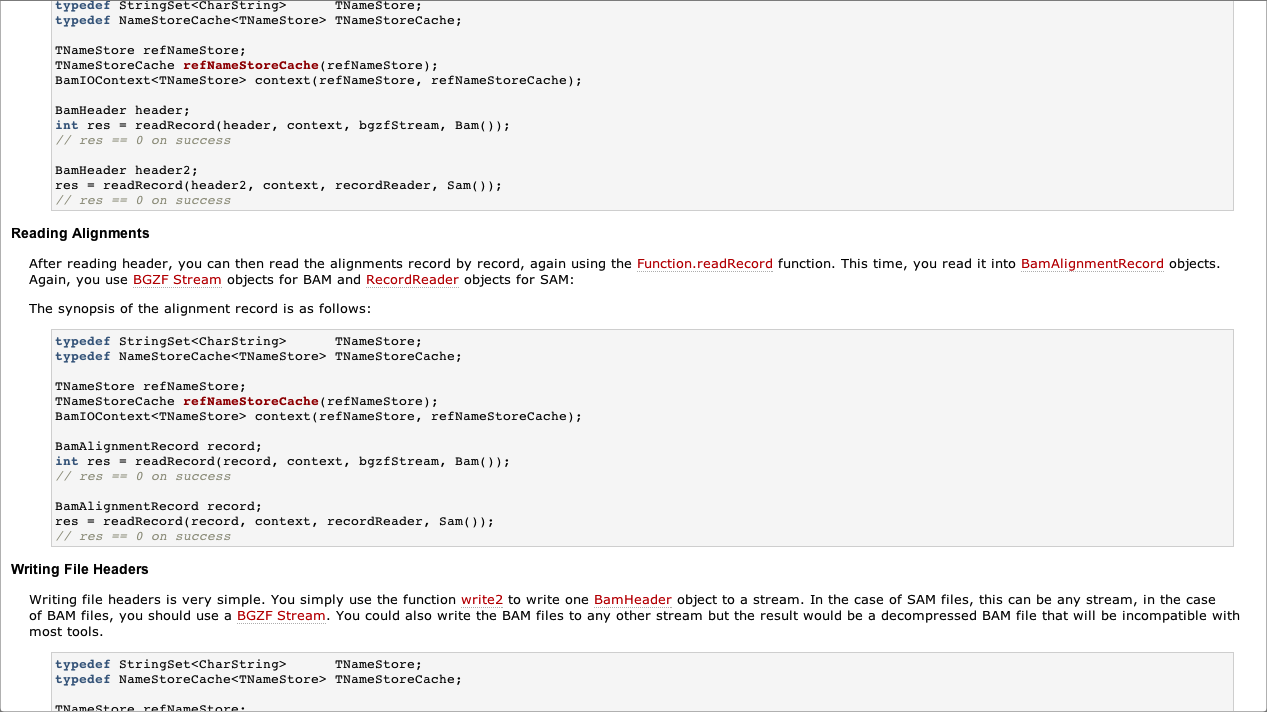 typedef StringSet<CharString>      TNameStore;
typedef NameStoreCache<TNameStore> TNameStoreCache;
TNameStore refNameStore;
TNameStoreCache refNameStoreCache(refNameStore);
BamIOContext<TNameStore> context(refNameStore, refNameStoreCache);
BamHeader header;
int res = readRecord(header, context, bgzfStream, Bam());
// res == 0 on success
BamHeader header2;
res = readRecord(header2, context, recordReader, Sam());
// res == 0 on success
Reading Alignments
After reading header, you can then read the alignments record by record, again using the Function.readRecord function. This time, you read it into BamAlignmentRecord objects.
Again, you use BGZF Stream objects for BAM and RecordReader objects for SAM:
The synopsis of the alignment record is as follows:
typedef StringSet<CharString>      TNameStore;
typedef NameStoreCache<TNameStore> TNameStoreCache;
TNameStore refNameStore;
TNameStoreCache refNameStoreCache(refNameStore);
BamIOContext<TNameStore> context(refNameStore, refNameStoreCache);
BamAlignmentRecord record;
int res = readRecord(record, context, bgzfStream, Bam());
// res == 0 on success
BamAlignmentRecord record;
res = readRecord(record, context, recordReader, Sam());
// res == 0 on success
Writing File Headers
Writing file headers is very simple. You simply use the function write2 to write one BamHeader object to a stream. In the case of SAM files, this can be any stream, in the case
of BAM files, you should use a BGZF Stream. You could also write the BAM files to any other stream but the result would be a decompressed BAM file that will be incompatible with
most tools.
typedef StringSet<CharString>      TNameStore;
typedef NameStoreCache<TNameStore> TNameStoreCache;
TNameStore refNameStore;